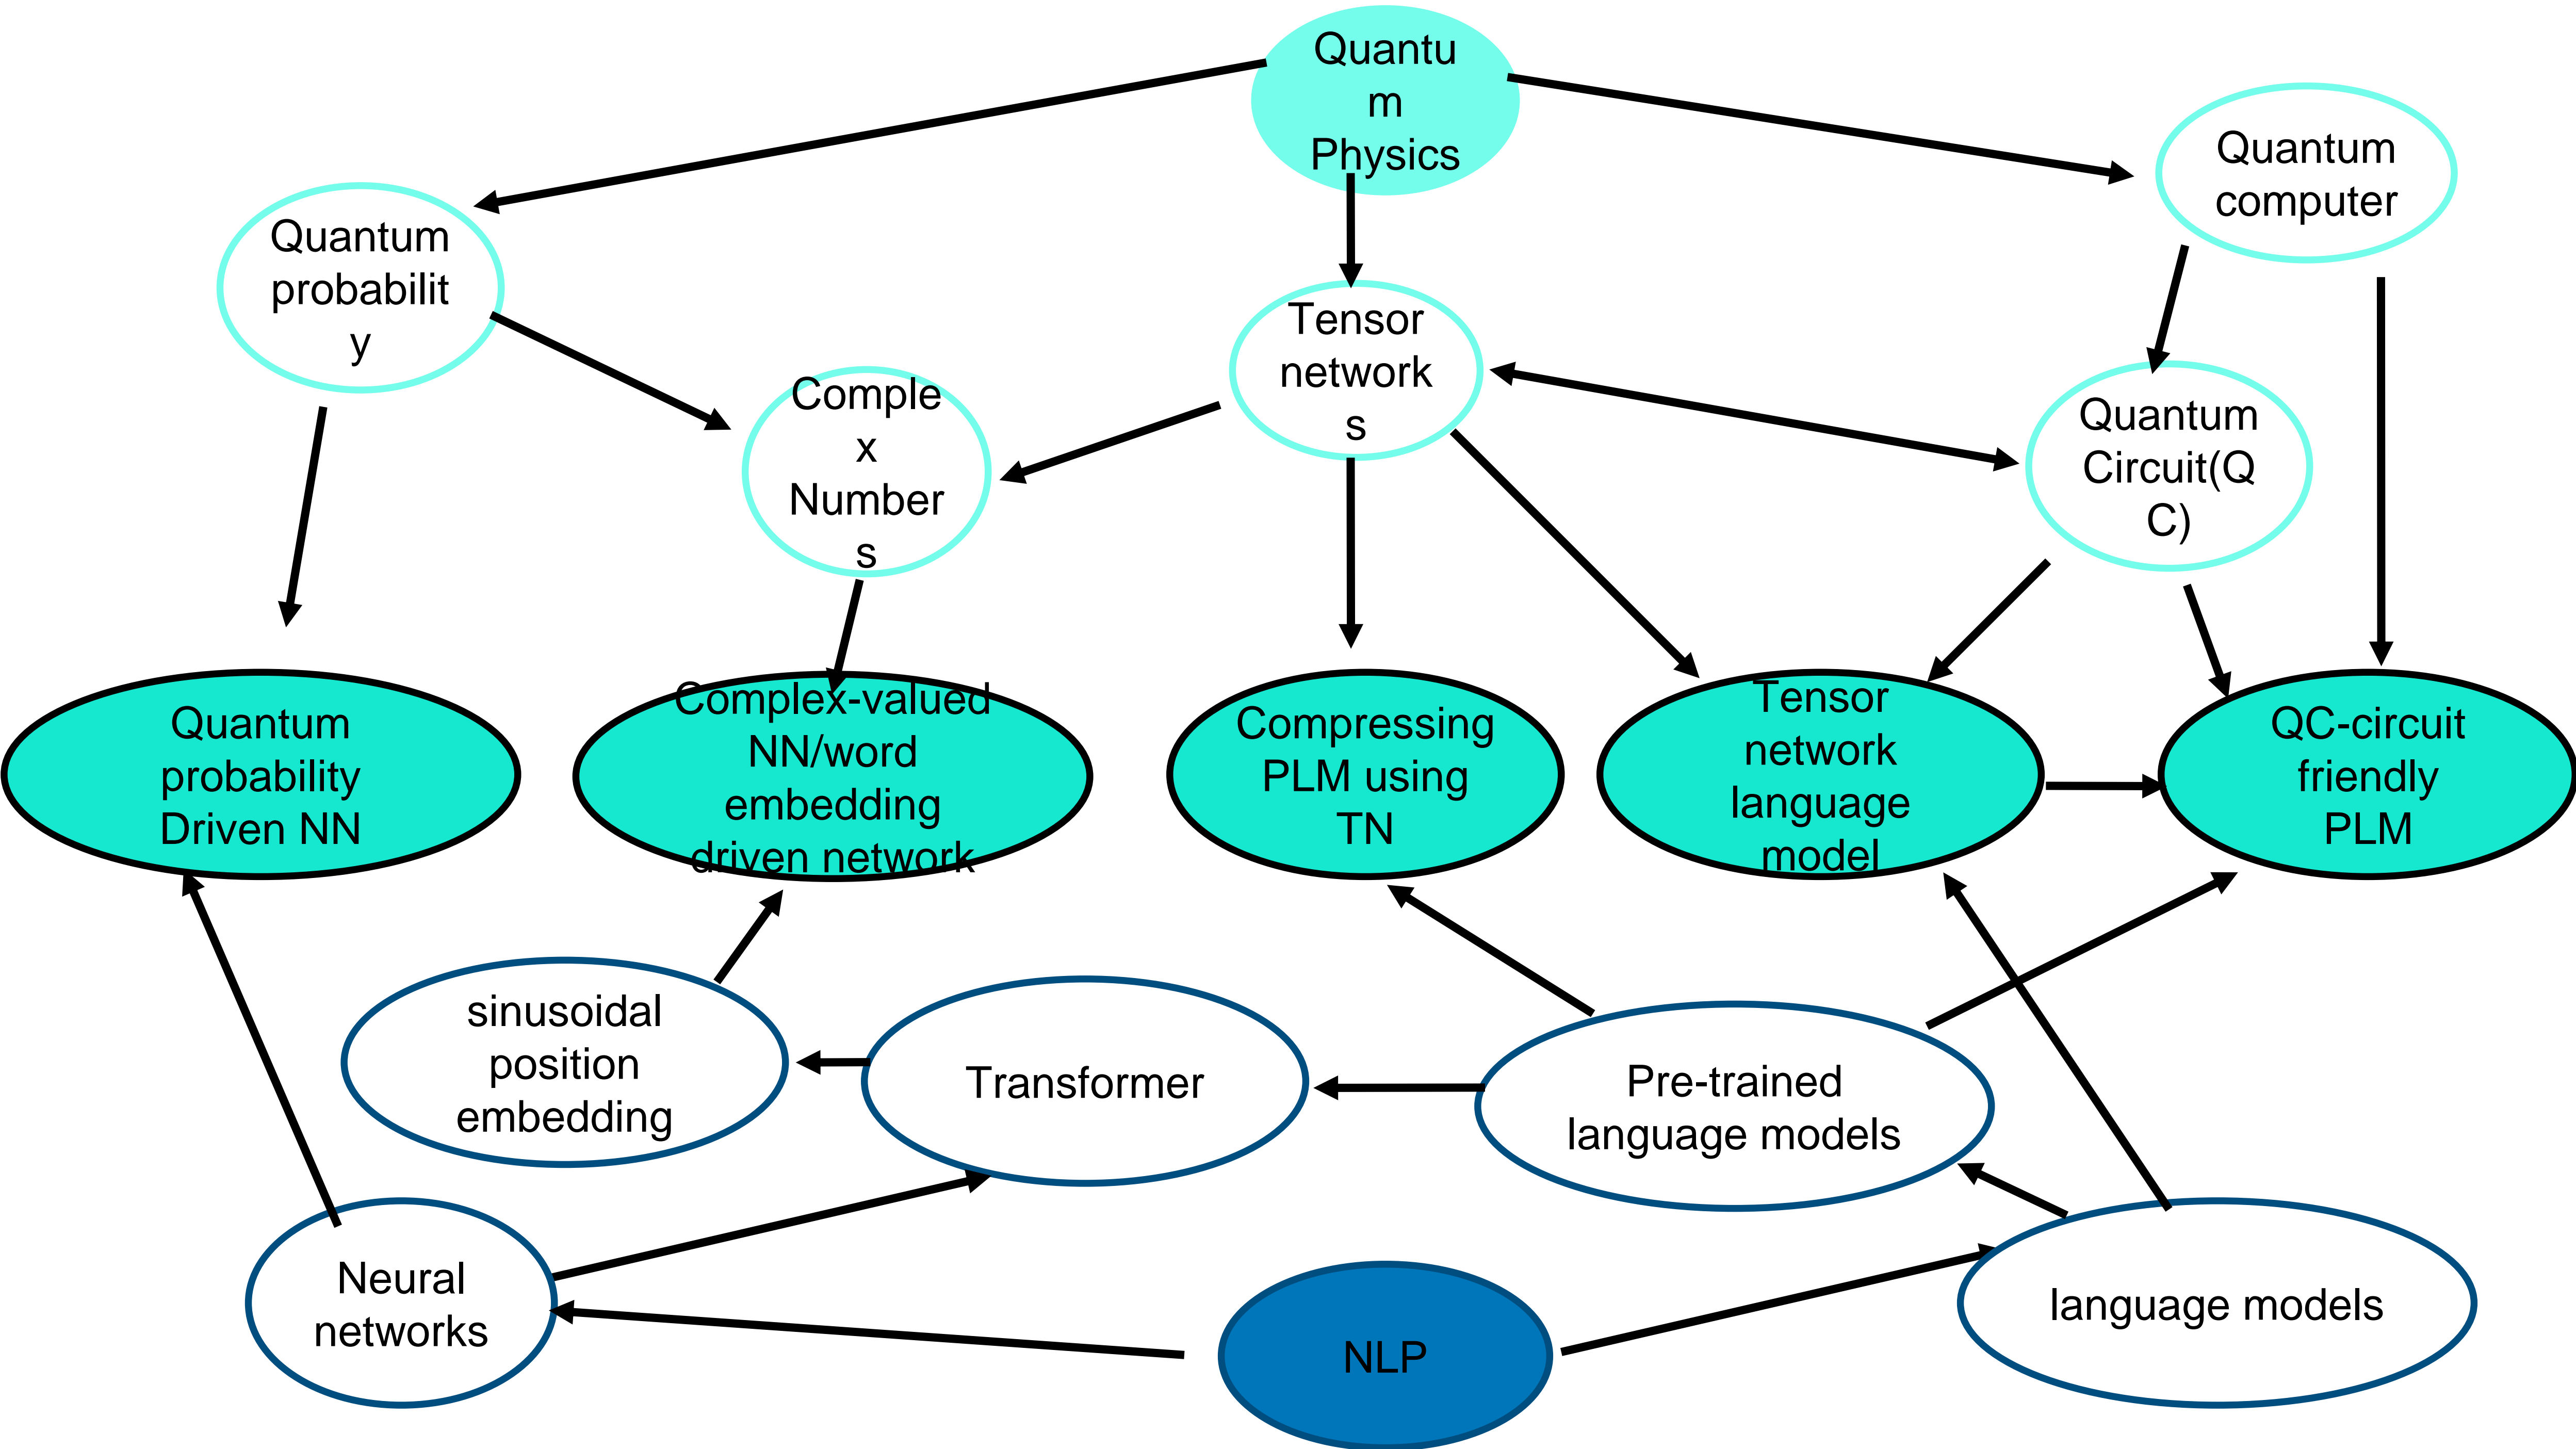 Quantu
m
Physics
Quantum
computer
Quantum
probabilit
y
Tensor
network
s
Comple
x
Number
s
Quantum
Circuit(Q
C)
Quantum
probability
Driven NN
Complex-valued
NN/word
embedding
driven network
Compressing
PLM using
TN
Tensor
network
language
model
QC-circuit
friendly
PLM
sinusoidal
position
embedding
Transformer
Pre-trained
language models
Neural
networks
NLP
language models